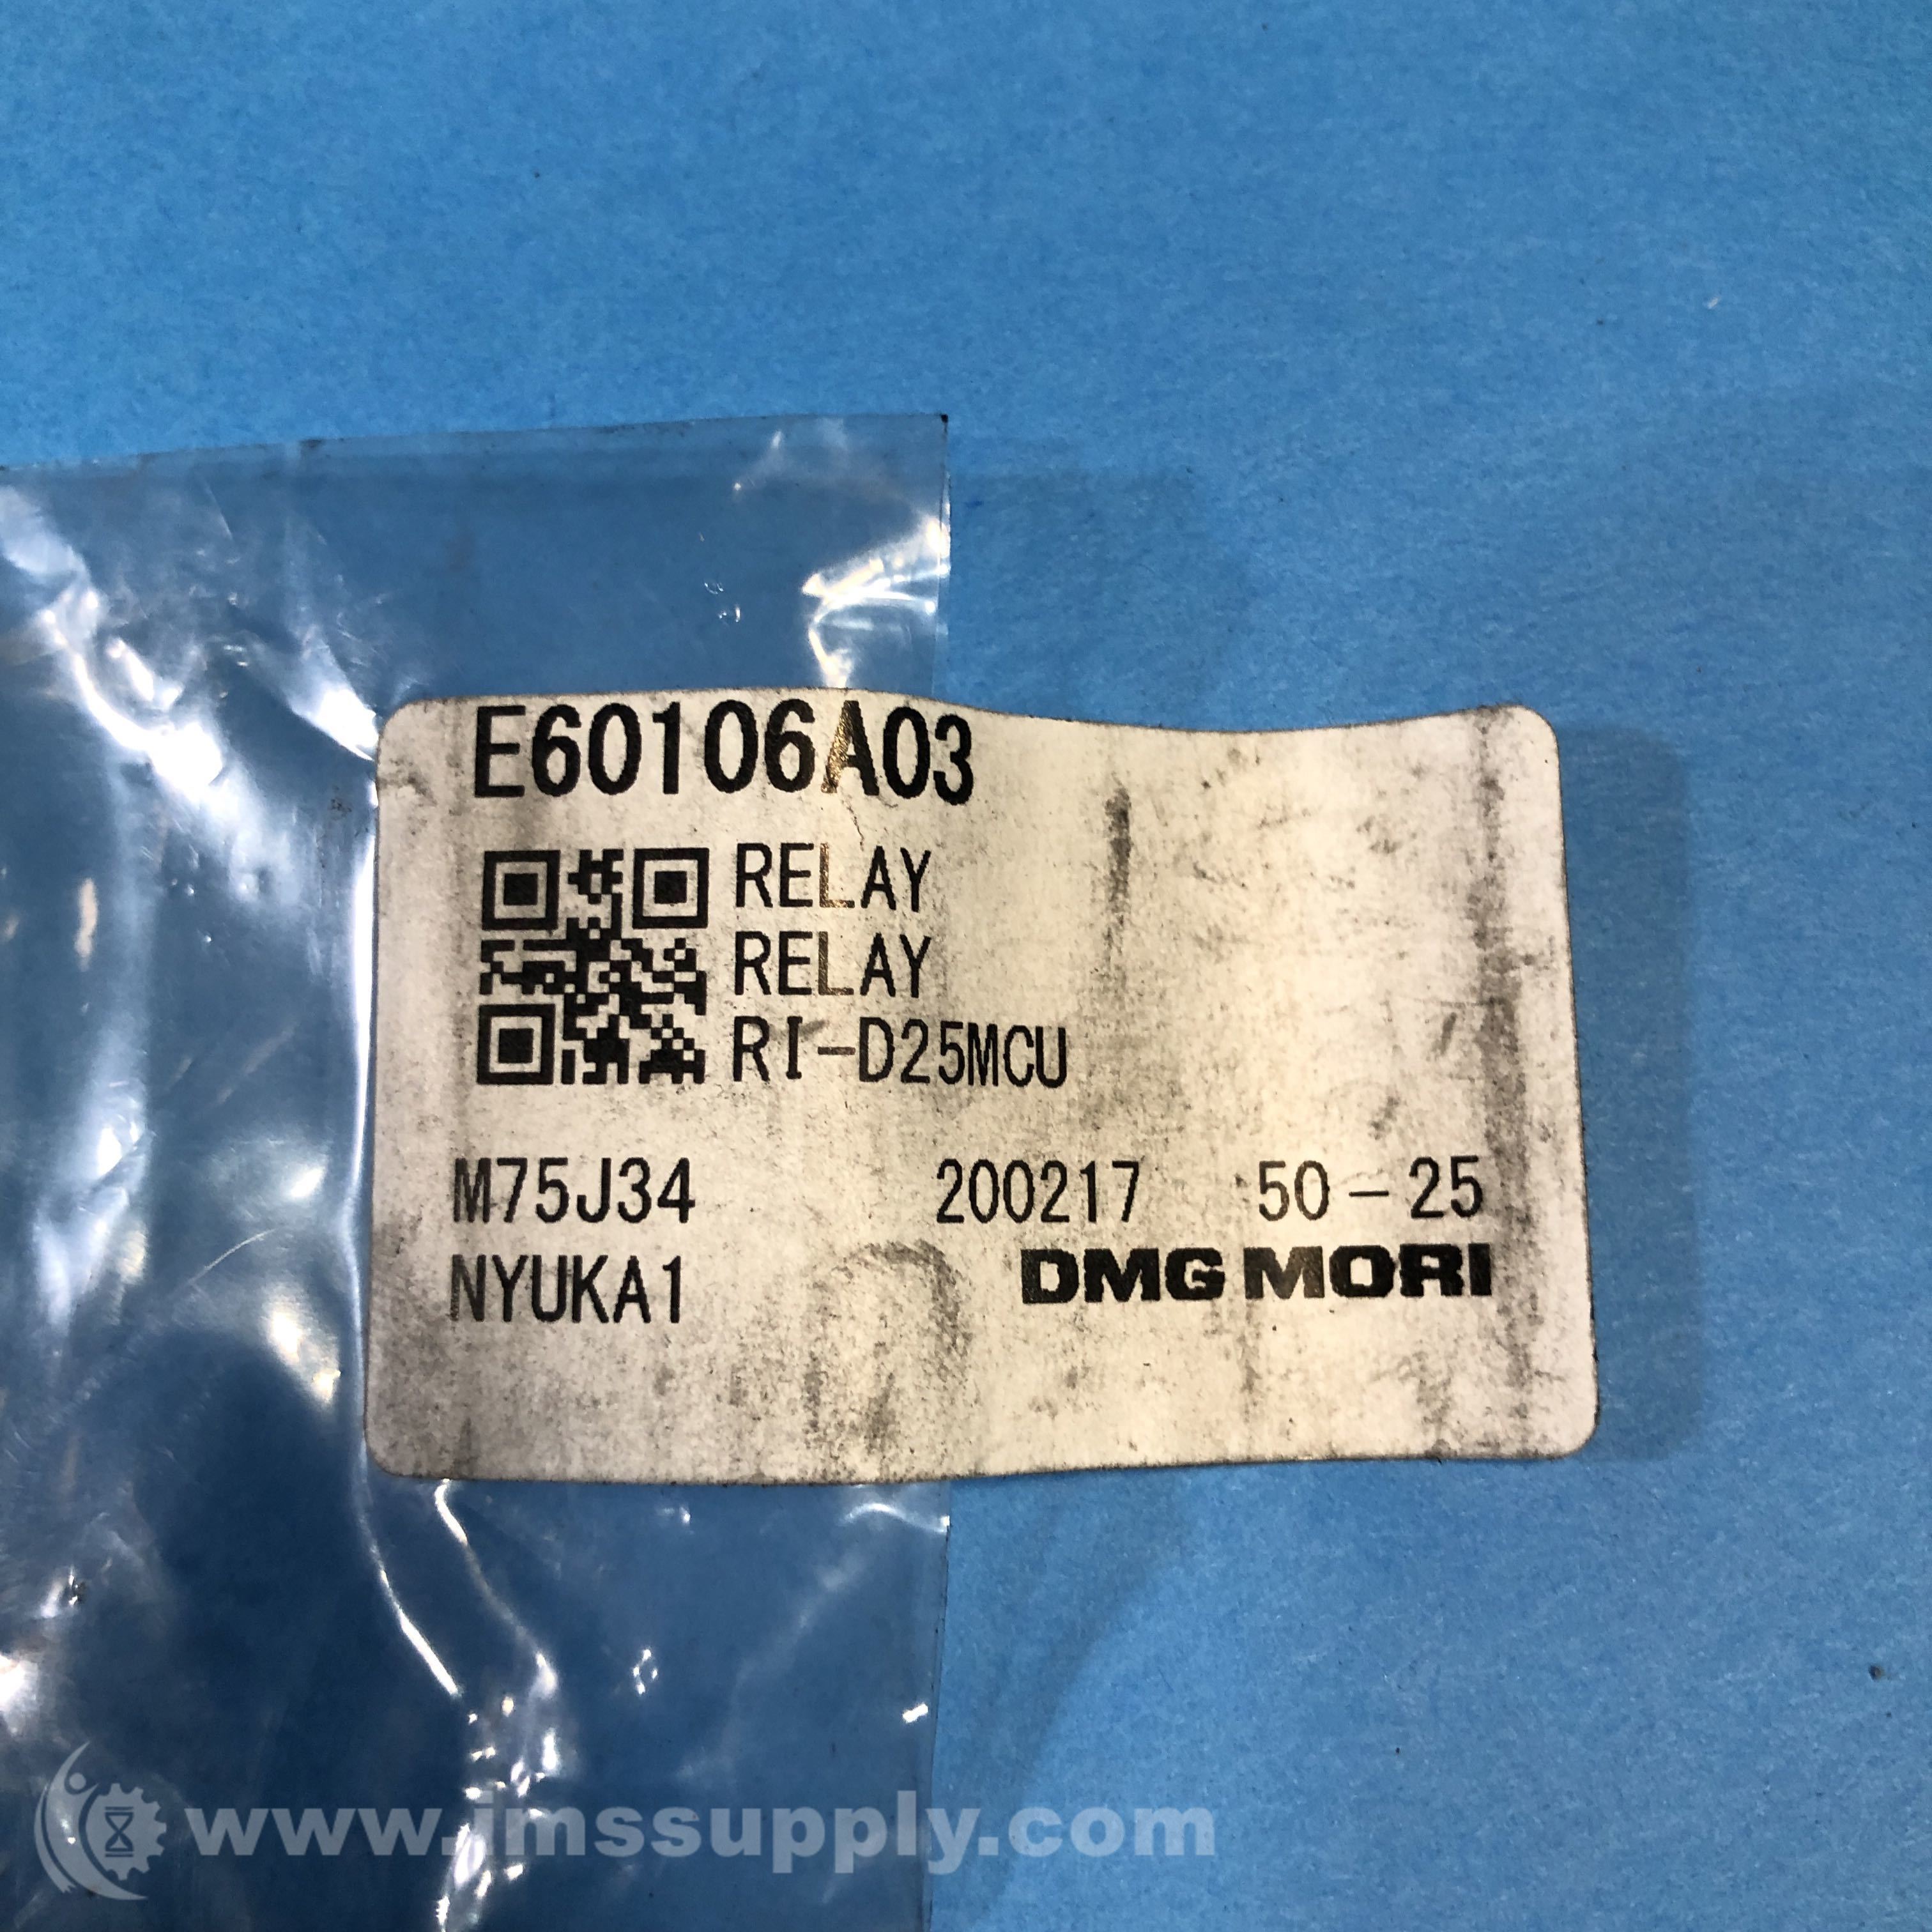 E60106A03
RELAY
RELAY
RI-D25MCU
M75J34 200217 50-25
NYUKA1 DMG MORI
www.imssupply.com